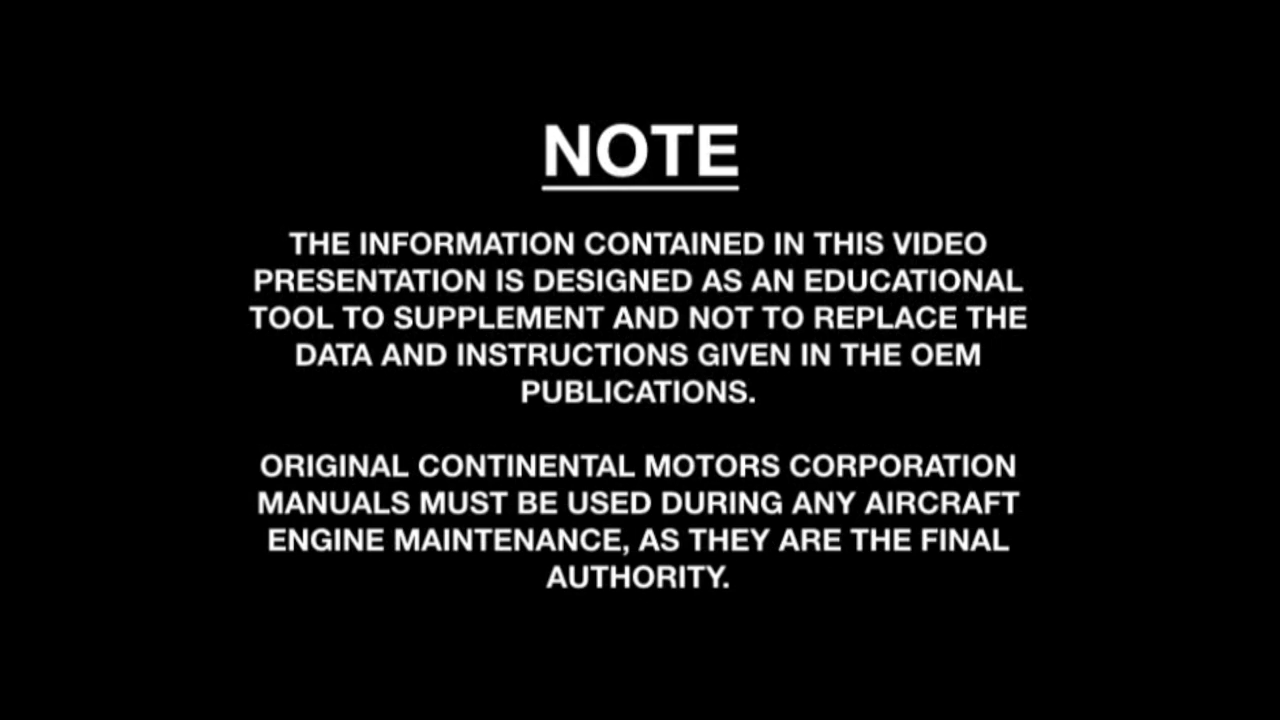 NOTE
THE INFORMATION CONTAINED IN THIS VIDEO
PRESENTATION IS DESIGNED AS AN EDUCATIONAL
TOOL TO SUPPLEMENT AND NOT TO REPLACE THE
DATA AND INSTRUCTIONS GIVEN IN THE OEM
PUBLICATIONS.
ORIGINAL CONTINENTAL MOTORS CORPORATION
MANUALS MUST BE USED DURING ANY AIRCRAFT
ENGINE MAINTENANCE, AS THEY ARE THE FINAL
AUTHORITY.